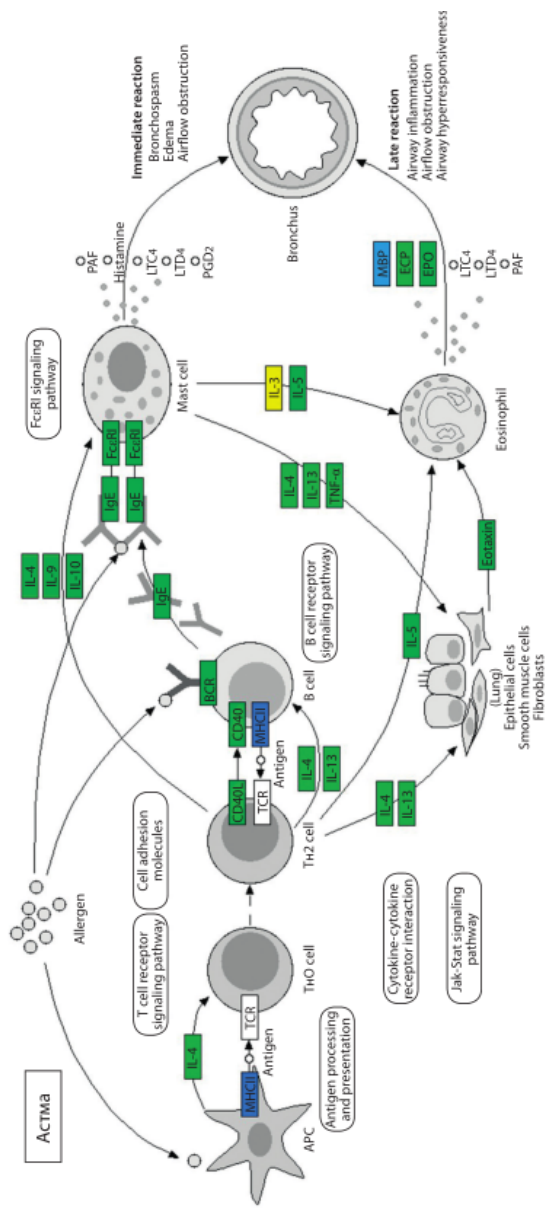 Астма
Allergen
IL-4
IL-9
IL-10
FcεRI signaling
pathway
T cell receptor
signaling pathway
Cell adhesion
molecules
IL-4
MHCII
TCR
Antigen
APC
THO cell
Antigen processing
and presentation
CD40L
CD40
TCR
MHCII
Antigen
TH2 cell
BCR
B cell
IgE
IgE
IgE
FcεRI
FcεRI
Mast cell
B cell receptor
signaling pathway
IL-4
IL-13
PAF
Histamine
LTC4
LTD4
PGD2
Immediate reaction
Bronchospasm
Edema
Airflow obstruction
IL-3
IL-5
IL-4
IL-13
TNF-α
Bronchus
Cytokine-cytokine
receptor interaction
Jak-Stat signaling
pathway
IL-4
IL-13
IL-5
(Lung)
Epithelial cells
Smooth muscle cells
Fibroblasts
Eotaxin
Eosinophil
MBP
ECP
EPO
LTC4
LTD4
PAF
Late reaction
Airway inflammation
Airflow obstruction
Airway hyperresponsiveness